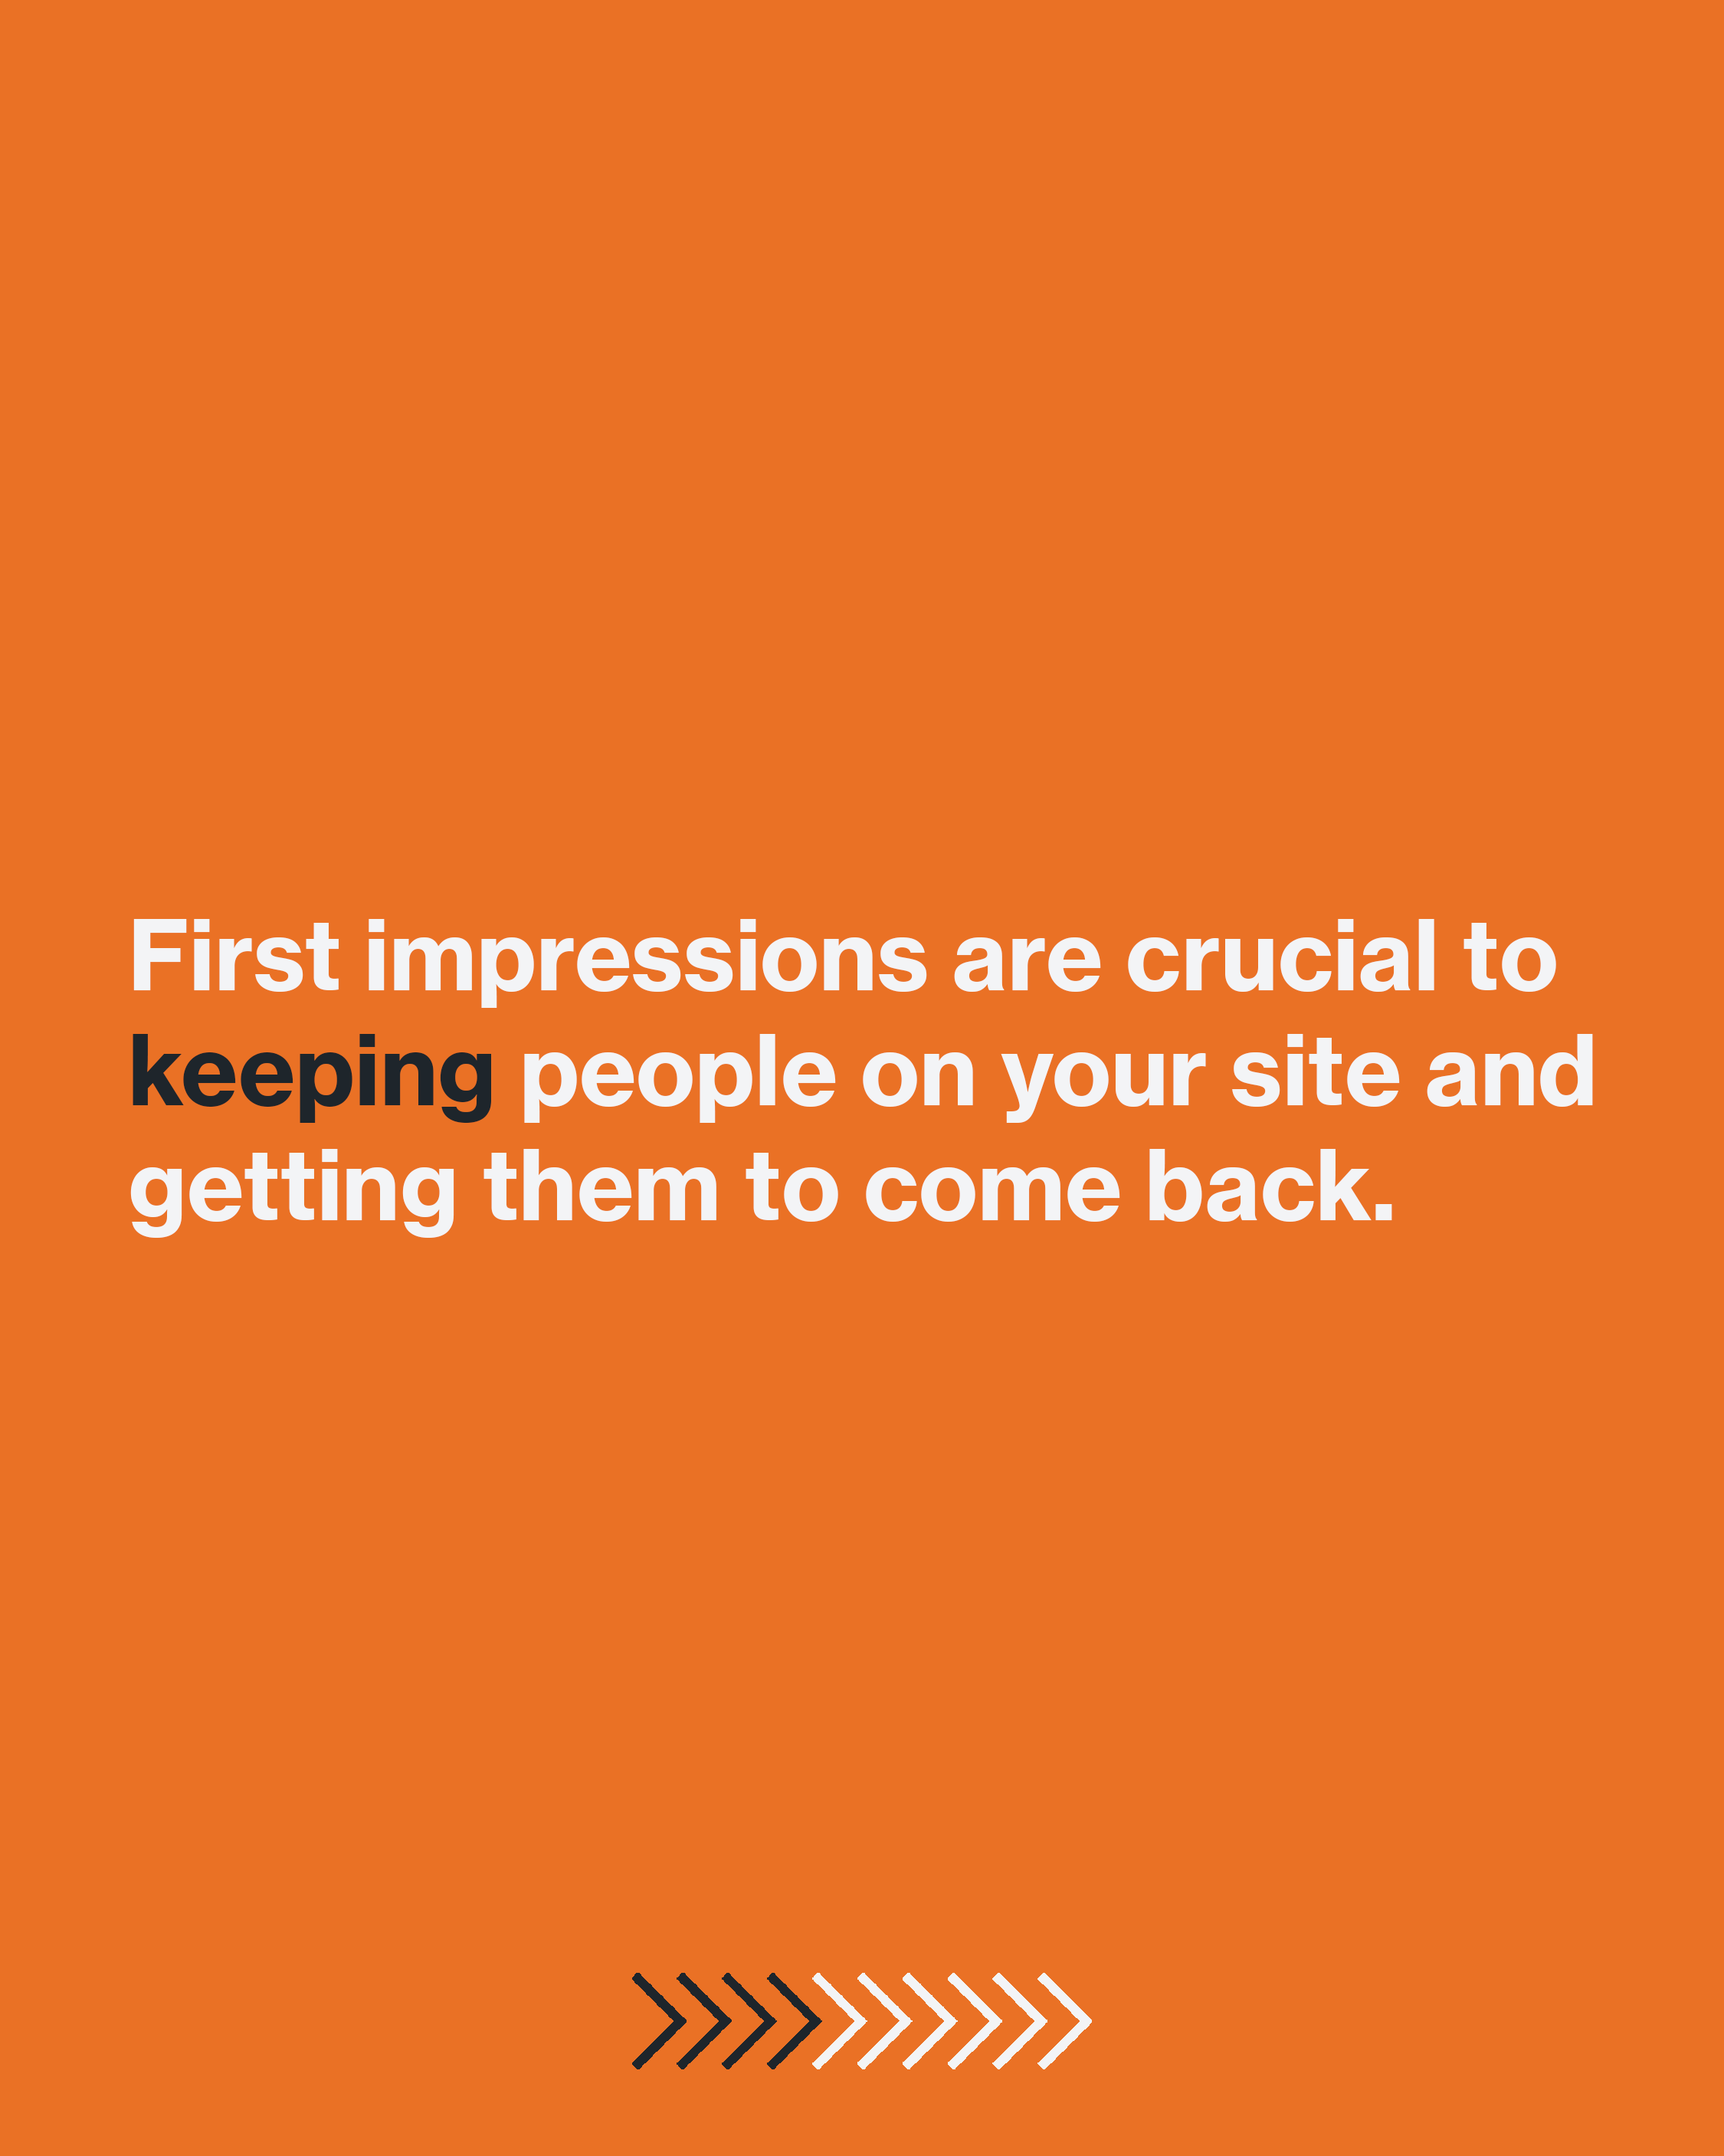 First impressions are crucial to
keeping people on your site and
getting them to come back.